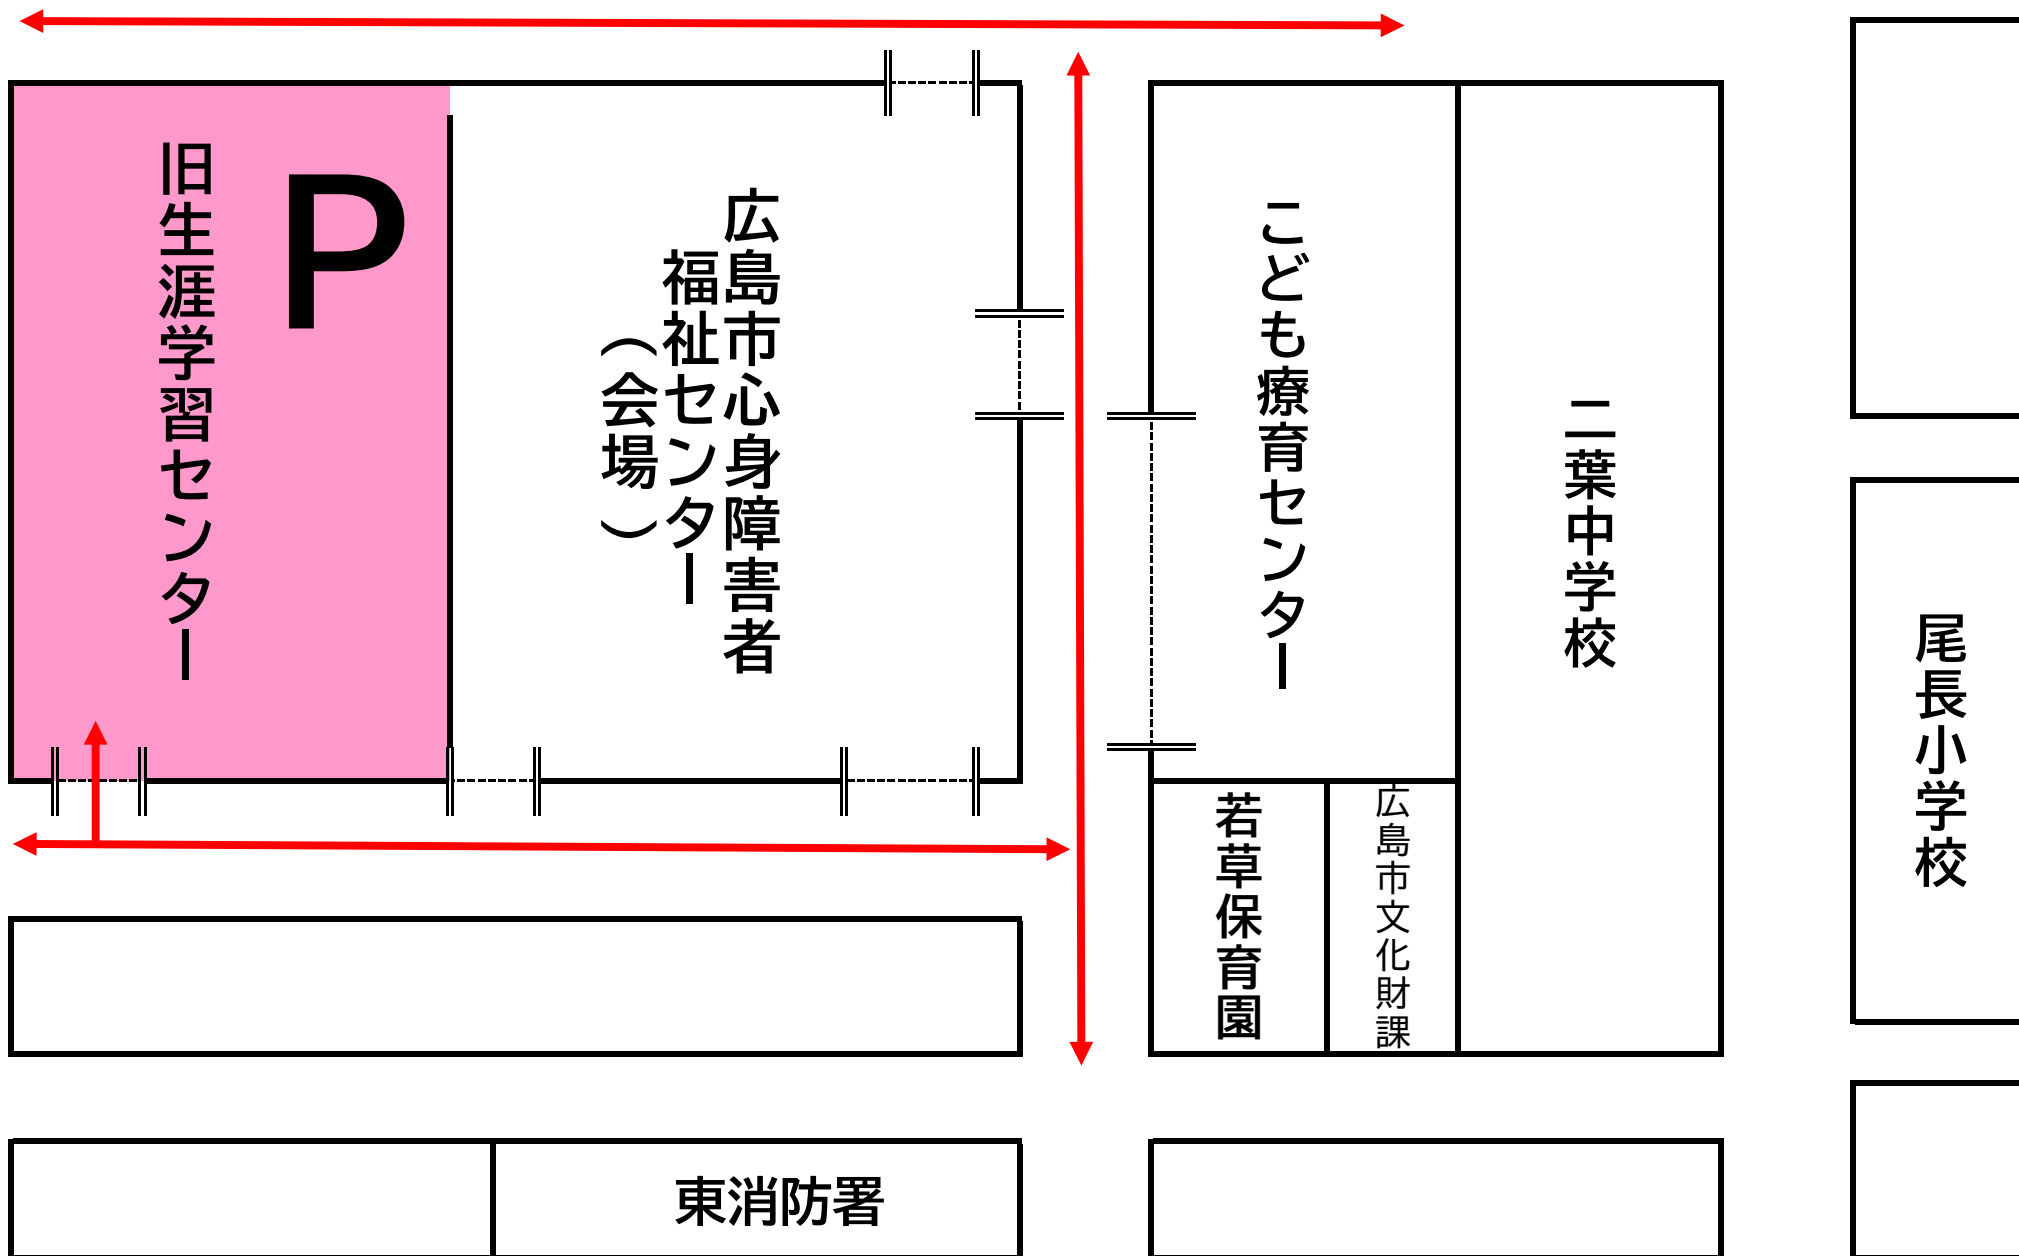 旧生涯学習センター
P
広島市心身障害者
福祉センター
（会場）
こども療育センター
二葉中学校
尾長小学校
若草保育園
広島市文化財課
東消防署